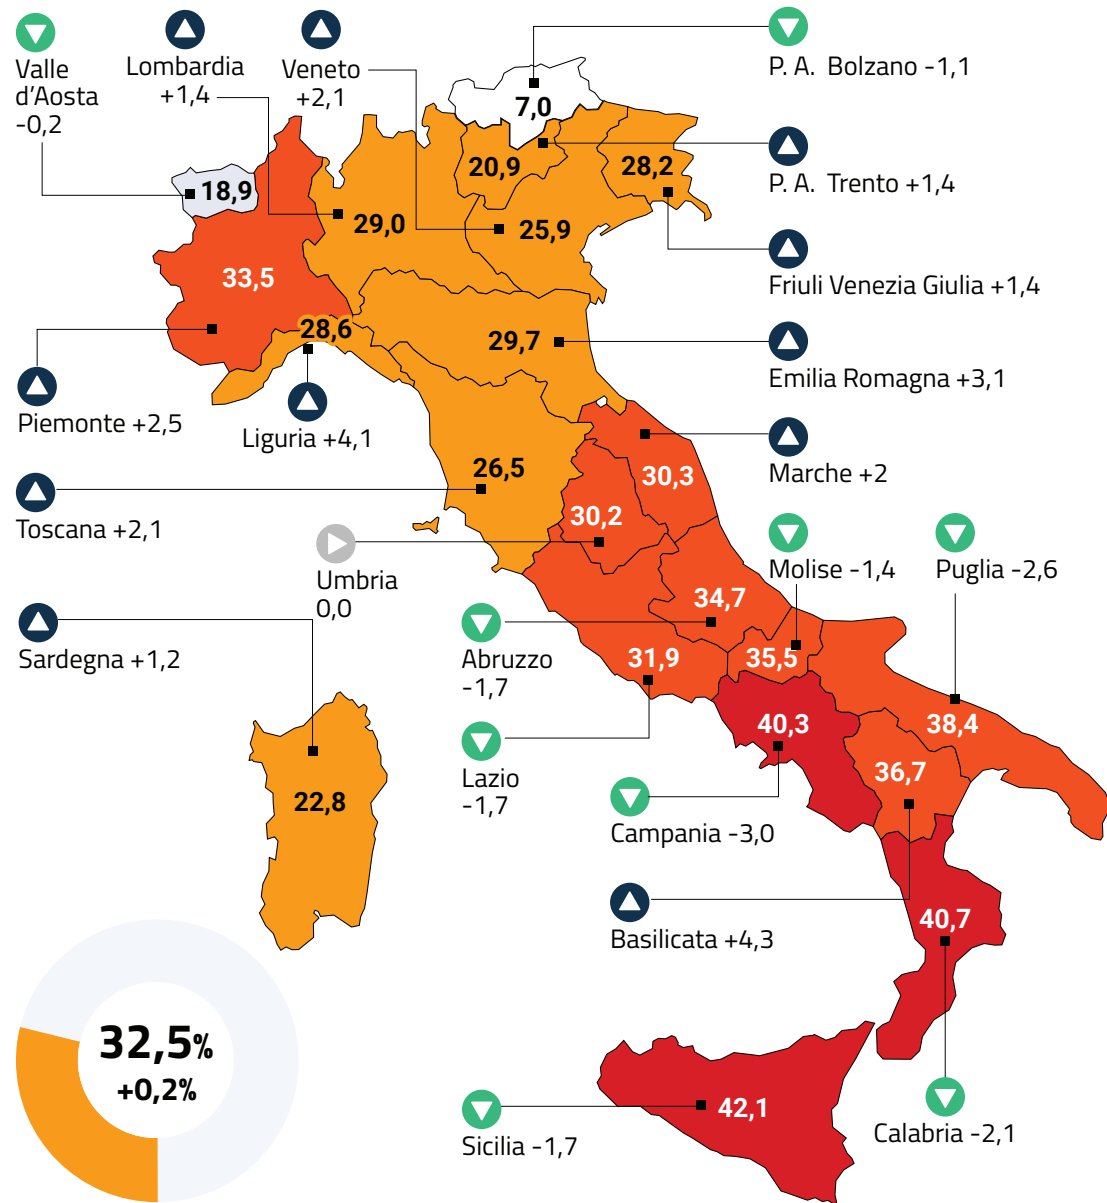 Valle
d'Aosta
-0,2
Lombardia
+1,4
Veneto
+2,1
P. A. Bolzano -1,1
7,0
P. A. Trento +1,4
20,9
28,2
18,9
29,0
25,9
Friuli Venezia Giulia +1,4
33,5
28,6
29,7
Emilia Romagna +3,1
Piemonte +2,5
Liguria +4,1
Marche +2
26,5
30,3
Toscana +2,1
30,2
Umbria
0,0
Molise -1,4
Puglia -2,6
34,7
Sardegna +1,2
Abruzzo
-1,7
31,9
35,5
40,3
38,4
Lazio
-1,7
36,7
22,8
Campania -3,0
Basilicata +4,3
40,7
32,5%
+0,2%
42,1
Sicilia -1,7
Calabria -2,1